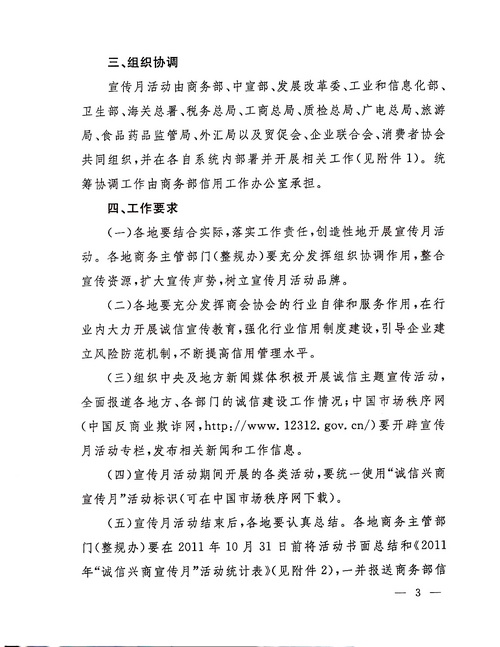 三、组织协调
宣传月活动由商务部、中宣部、发展改革委、工业和信息化部、
卫生部、海关总署、税务总局、工商总局、质检总局、广电总局、旅游
局、食品药品监管局、外汇局以及贸促会、企业联合会、消费者协会
共同组织,并在各自系统内部署并开展相关工作(见附件1)。统
筹协调工作由商务部信用工作办公室承担。
四、工作要求
(一)各地要结合实际,落实工作责任,创造性地开展宣传月活
动。各地商务主管部门(整规办)要充分发挥组织协调作用,整合
宣传资源,扩大宣传声势,树立宣传月活动品牌。
(二)各地要充分发挥商会协会的行业自律和服务作用,在行
业内大力开展诚信宣传教育,强化行业信用制度建设,引导企业建
立风险防范机制,不断提高信用管理水平。
(三)组织中央及地方新闻媒体积极开展诚信主题宣传活动,
全面报道各地方、各部门的诚信建设工作情况;中国市场秩序网
(中国反商业欺诈网,http://www.12312.gov.cn/)要开辟宣传
月活动专栏,发布相关新闻和工作信息。
(四)宣传月活动期间开展的各类活动,要统一使用“诚信兴商
宣传月”活动标识(可在中国市场秩序网下载)。
(五)宣传月活动结束后,各地要认真总结。各地商务主管部
门(整规办)要在2011年10月31日前将活动书面总结和《2011
年“诚信兴商宣传月”活动统计表》(见附件2),一并报送商务部信
— 3 —